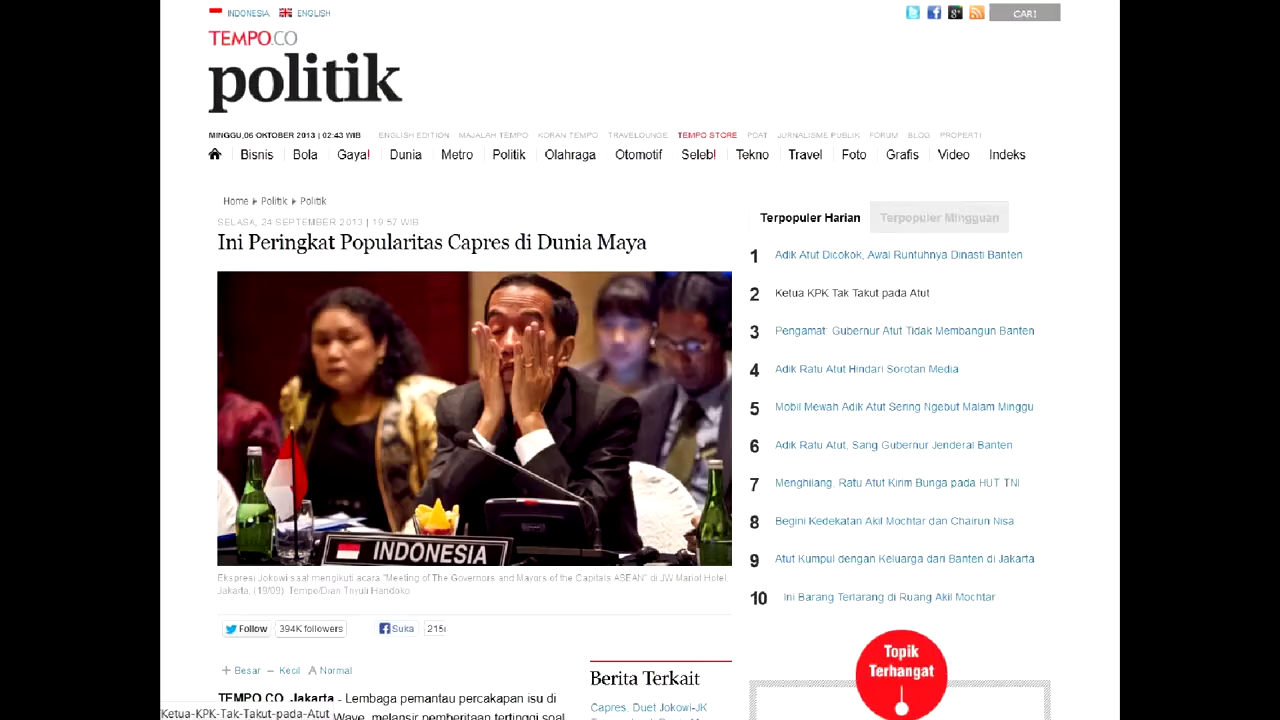 INDONESIA ENGLISH
CARI
TEMPO.CO
politik
MINGGU,06 OKTOBER 2013 | 02:43 WIB ENGLISH EDITION MAJALAH TEMPO KORAN TEMPO TRAVELOUNGE TEMPO STORE PDAT JURNALISME PUBLIK FORUM BLOG PROPERTI
Bisnis Bola Gaya! Dunia Metro Politik Olahraga Otomotif Seleb! Tekno Travel Foto Grafis Video Indeks
Home Politik Politik
SELASA, 24 SEPTEMBER 2013 | 19:57 WIB
Ini Peringkat Popularitas Capres di Dunia Maya
INDONESIA
Ekspresi Jokowi saat mengikuti acara "Meeting of The Governors and Mayors of the Capitals ASEAN" di JW Mariot Hotel,
Jakarta, (19/09). Tempo/Dian Triyuli Handoko
Follow 394K followers Suka 215
Besar Kecil A Normal
TEMPO.CO, Jakarta - Lembaga pemantau percakapan isu di
Wave, melansir pemberitaan tertinggi soal
Ketua-KPK-Tak-Takut-pada-Atut
Berita Terkait
Capres, Duet Jokowi-JK
Terpopuler Harian Terpopuler Mingguan
1 Adik Atut Dicokok, Awal Runtuhnya Dinasti Banten
2 Ketua KPK Tak Takut pada Atut
3 Pengamat: Gubernur Atut Tidak Membangun Banten
4 Adik Ratu Atut Hindari Sorotan Media
5 Mobil Mewah Adik Atut Sering Ngebut Malam Minggu
6 Adik Ratu Atut, Sang Gubernur Jenderal Banten
7 Menghilang, Ratu Atut Kirim Bunga pada HUT TNI
8 Begini Kedekatan Akil Mochtar dan Chairun Nisa
9 Atut Kumpul dengan Keluarga dari Banten di Jakarta
10 Ini Barang Terlarang di Ruang Akil Mochtar
Topik
Terhangat